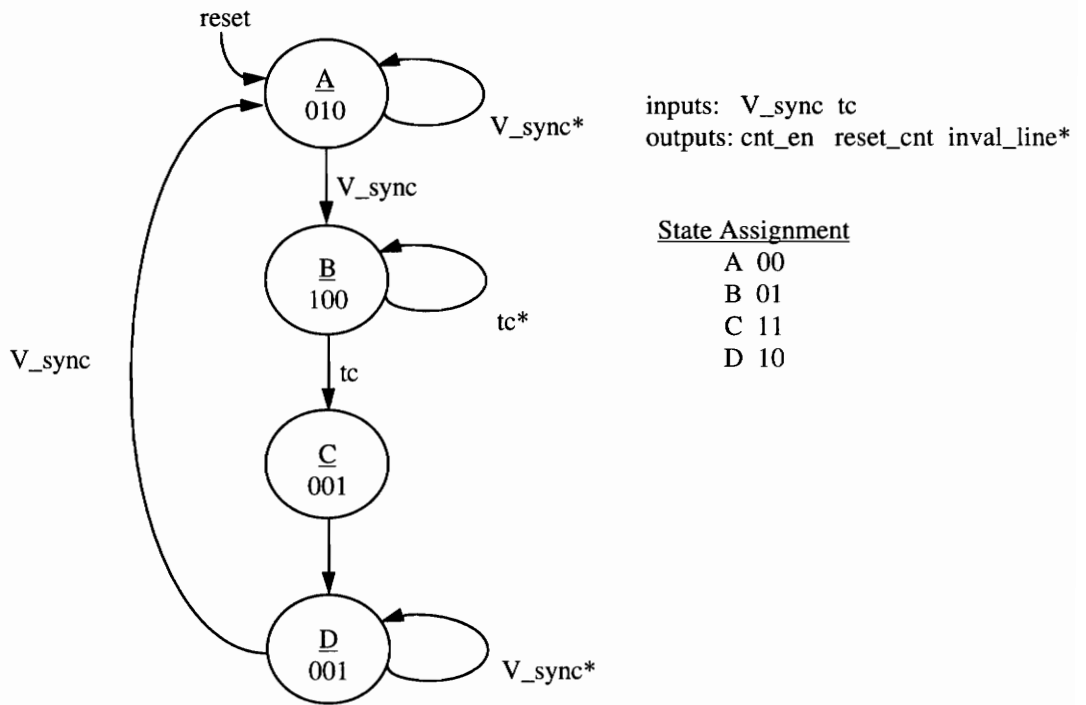 reset
A
010
V_sync*
inputs: V_sync tc
outputs: cnt_en reset_cnt inval_line*
V_sync
State Assignment
A 00
B 01
C 11
D 10
B
100
tc*
V_sync
tc
C
001
D
001
V_sync*